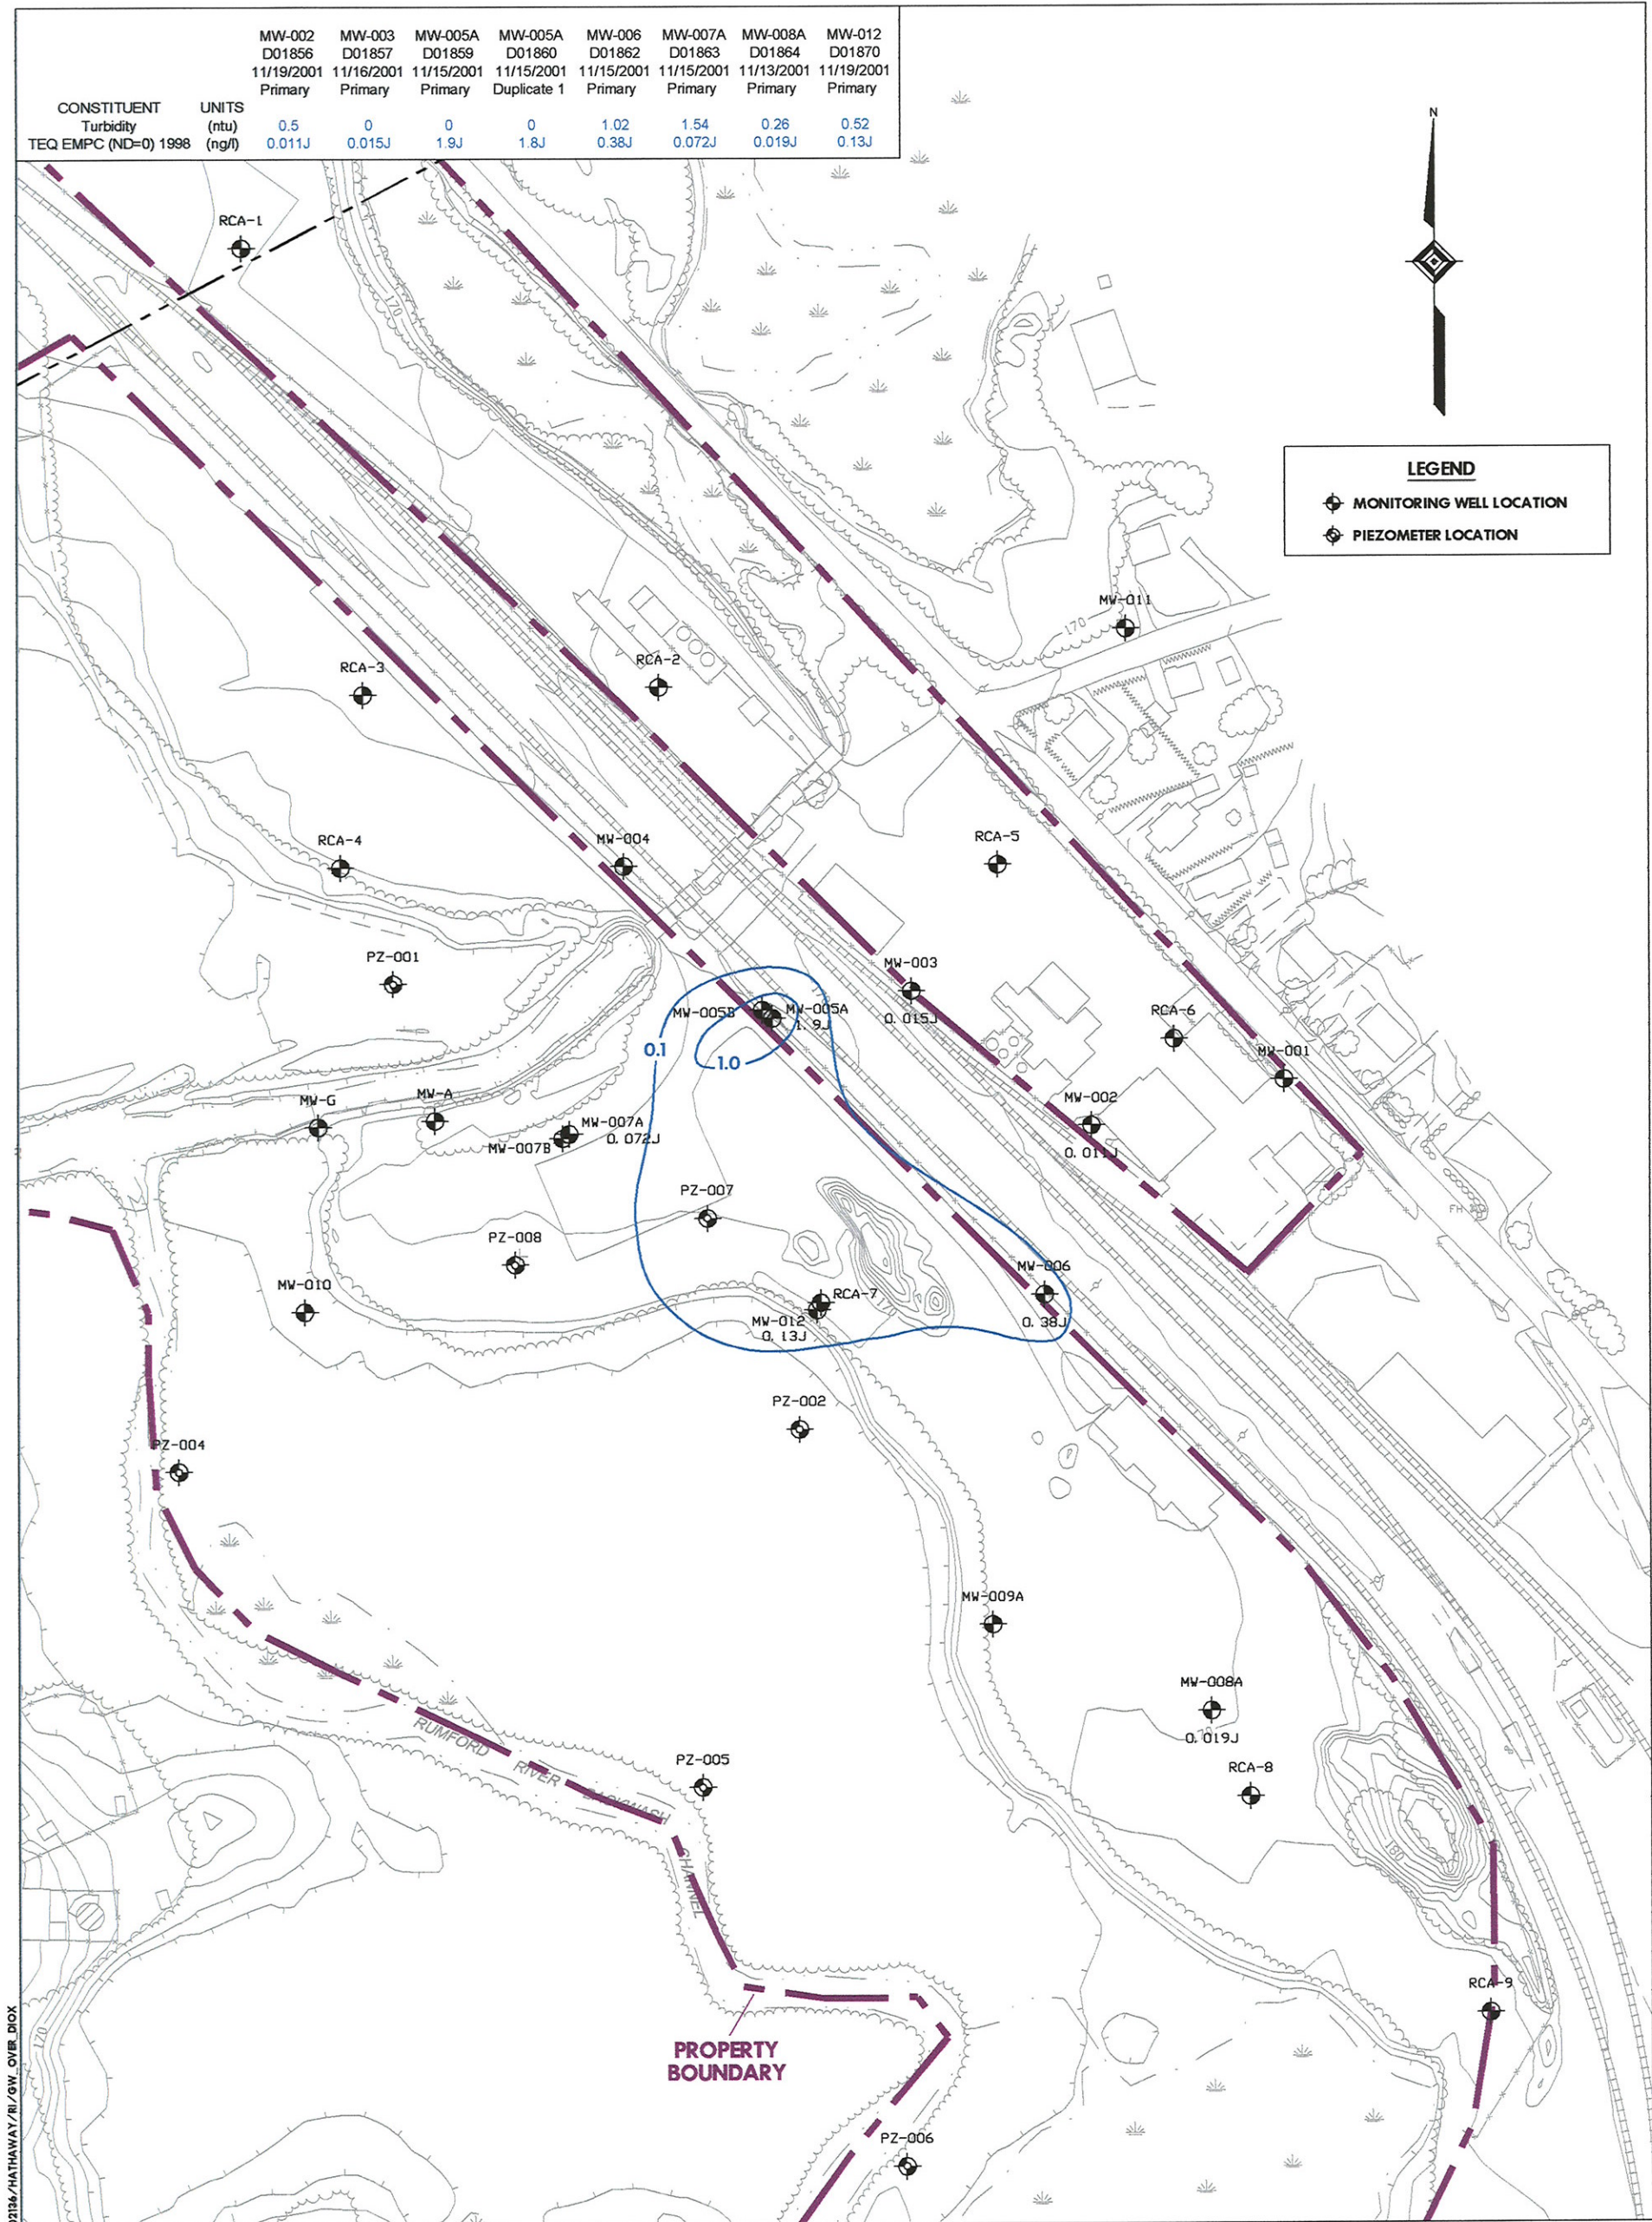 MW-002 MW-003 MW-005A MW-005A MW-006 MW-007A MW-008A MW-012
D01856 D01857 D01859 D01860 D01862 D01863 D01864 D01870
11/19/2001 11/16/2001 11/15/2001 11/15/2001 11/15/2001 11/15/2001 11/13/2001 11/19/2001
Primary Primary Primary Duplicate 1 Primary Primary Primary Primary
CONSTITUENT UNITS
Turbidity (ntu) 0.5 0 0 0 1.02 1.54 0.26 0.52
TEQ EMPC (ND=0) 1998 (ng/l) 0.011J 0.015J 1.9J 1.8J 0.38J 0.072J 0.019J 0.13J
N
RCA-1
170
LEGEND
MONITORING WELL LOCATION
PIEZOMETER LOCATION
MW-011
170
RCA-3
RCA-2
RCA-4
MW-004
RCA-5
PZ-001
MW-003
0.015J
MW-005B
MW-005A
1.9J
RCA-6
0.1
1.0
MW-001
MW-G
MW-A
MW-002
0.011J
MW-007A
0.072J
MW-007B
PZ-007
FH
PZ-008
MW-010
MW-006
0.38J
RCA-7
MW-012
0.13J
PZ-002
PZ-004
MW-009A
MW-008A
0.019J
RUMFORD
RIVER
BACKWASH
CHANNEL
PZ-005
RCA-8
180
RCA-9
PROPERTY
BOUNDARY
170
PZ-006
02136/HATHAWAY/RI/GW_OVER_DIOX